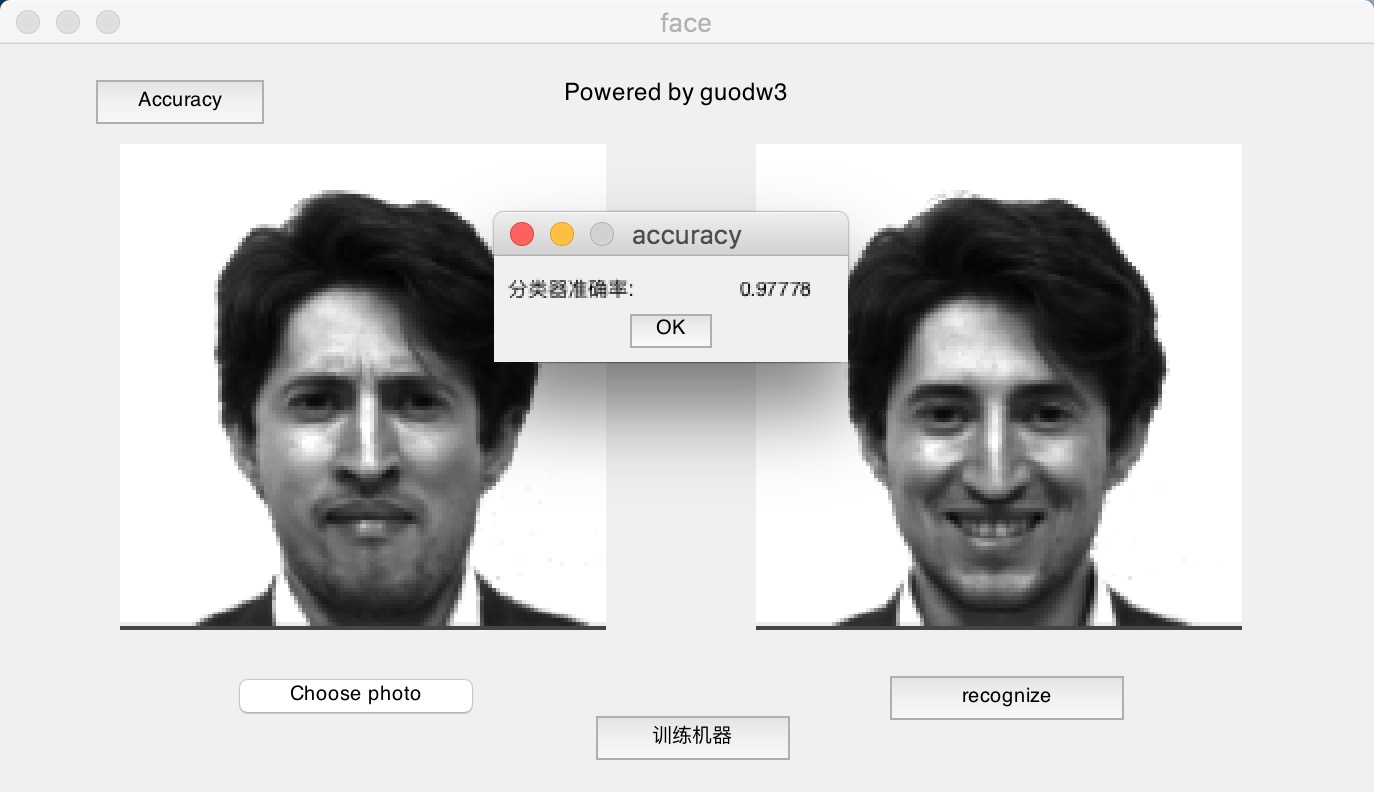 face
Accuracy
Powered by guodw3
accuracy
分类器准确率: 0.97778
OK
Choose photo
recognize
训练机器